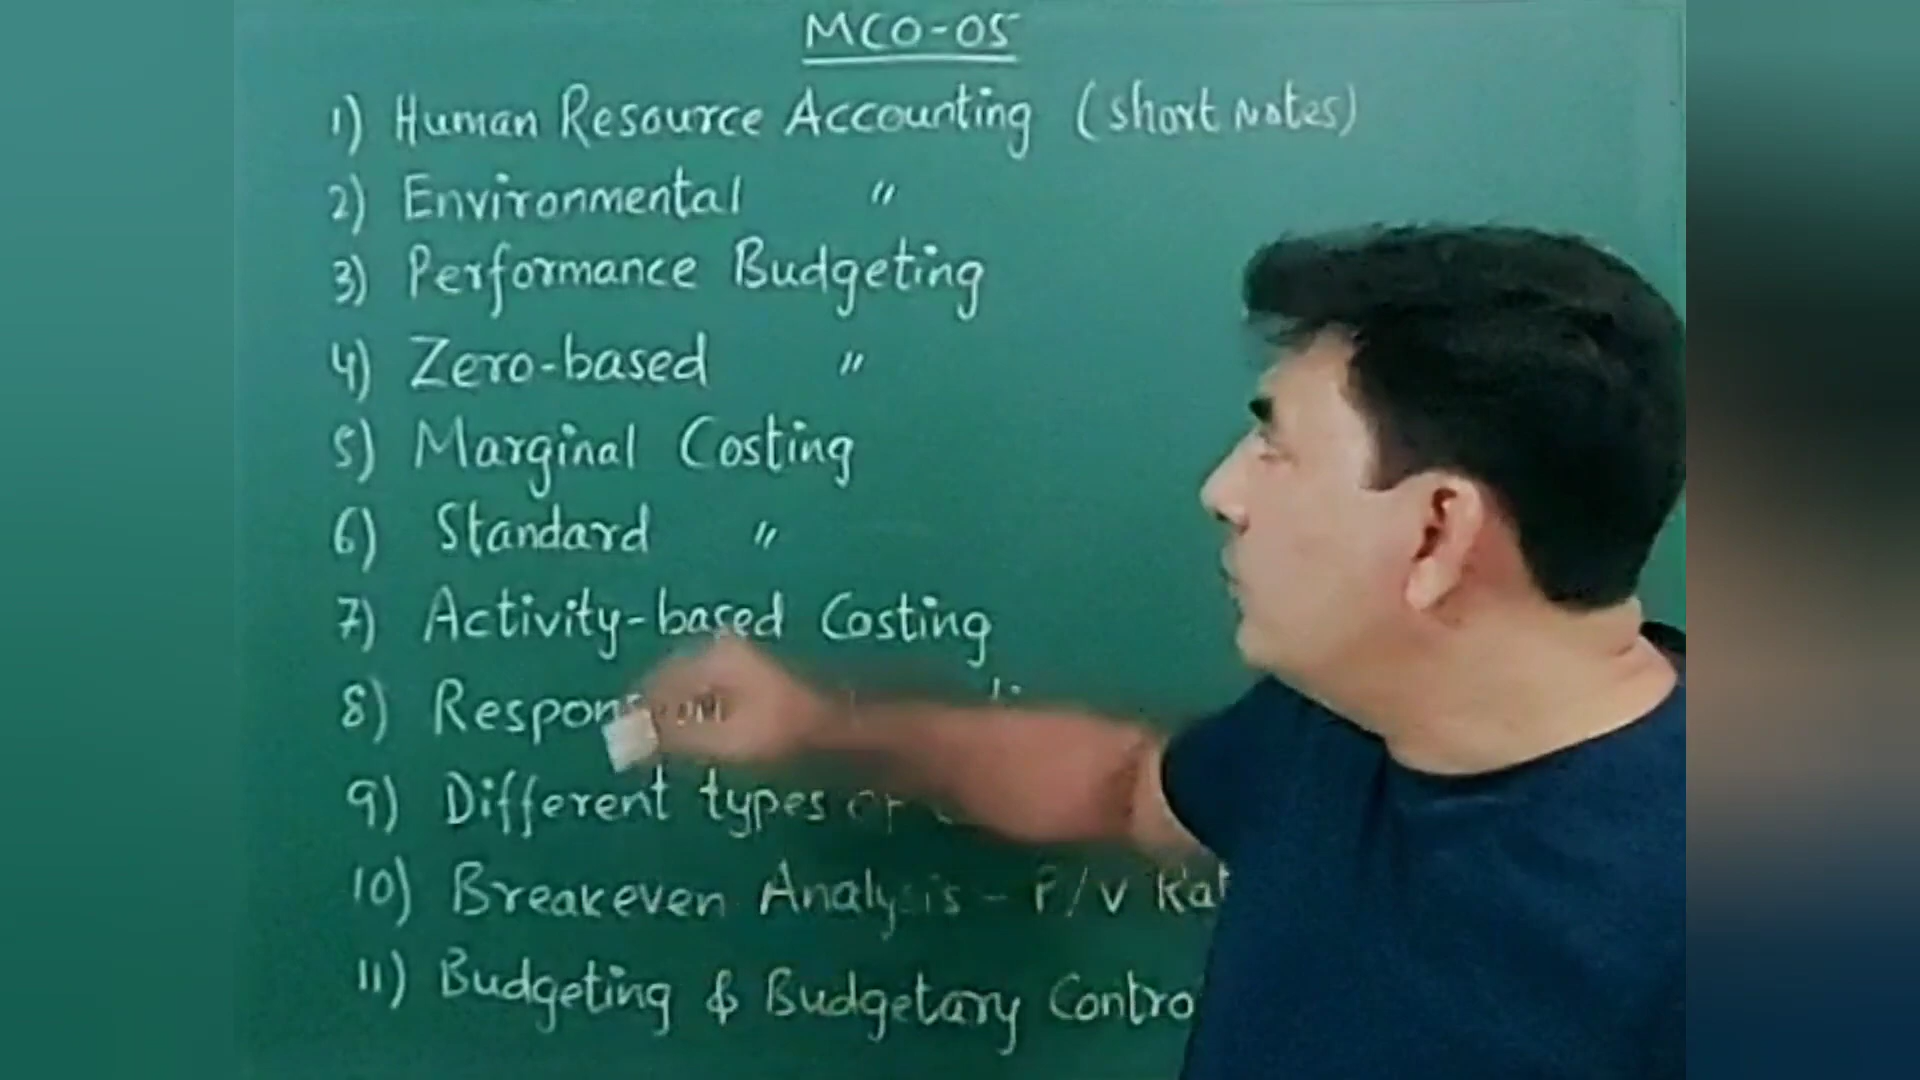 MCO-05
1) Human Resource Accounting (short Notes)
2) Environmental "
3) Performance Budgeting
4) Zero-based "
5) Marginal Costing
6) Standard "
7) Activity-based Costing
8)
9) Different types
10) Breakeven Analysis - P/V
11) Budgeting & Budgetary